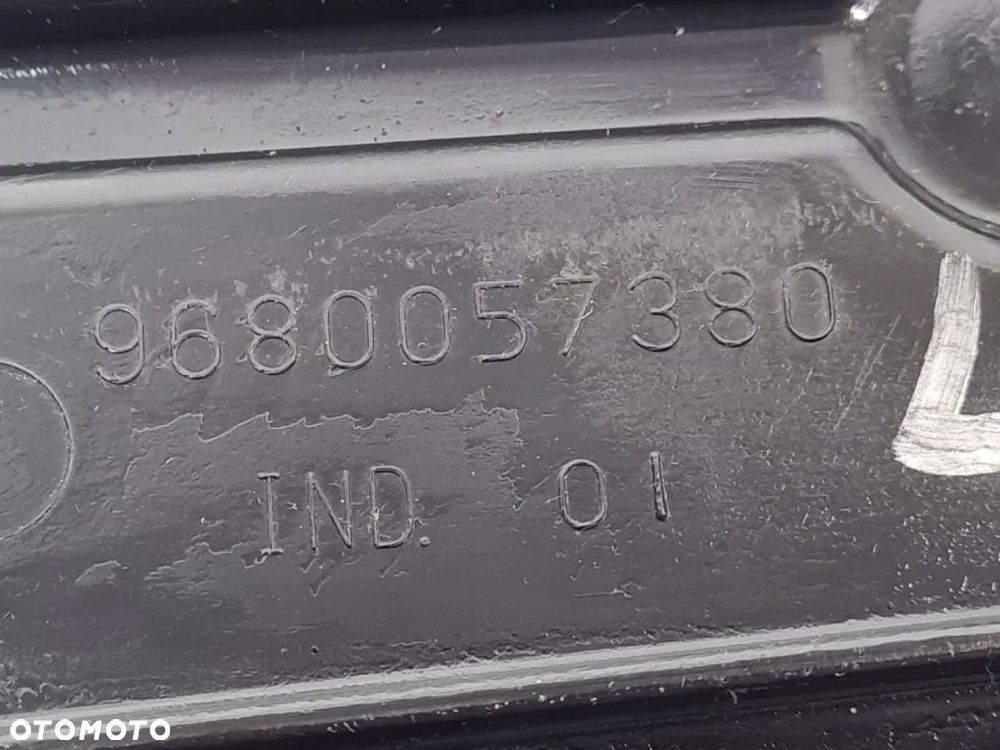 9680057380
IND. 01
L
OTOMOTO